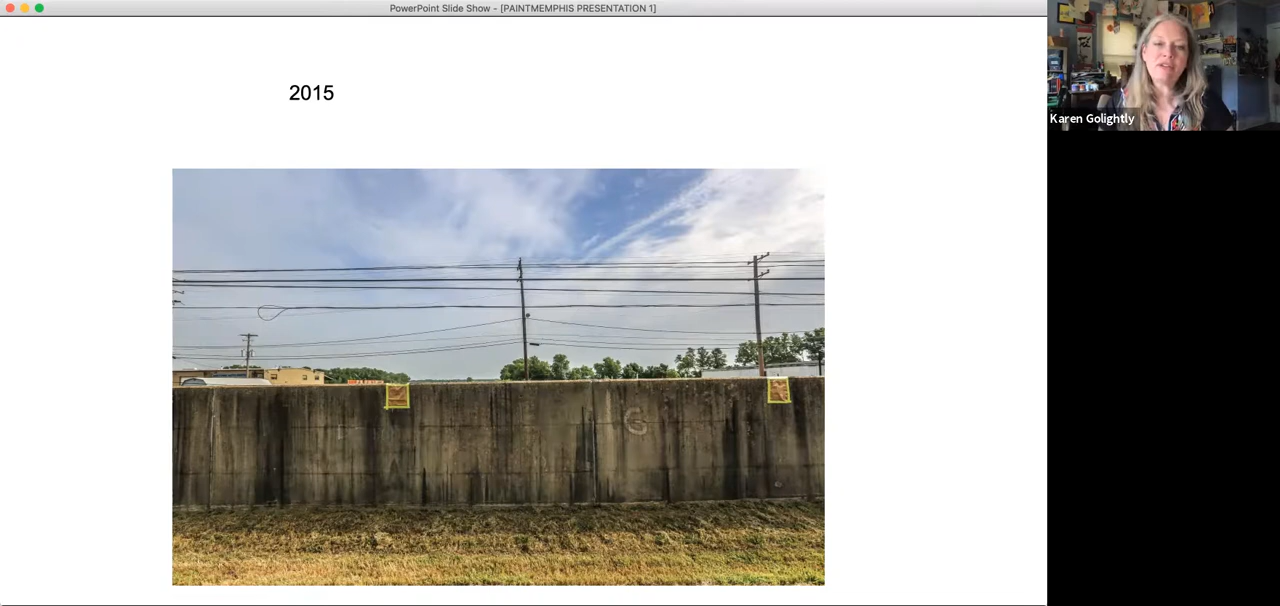 PowerPoint Slide Show - [PAINTMEMPHIS PRESENTATION 1]
2015
Karen Golightly